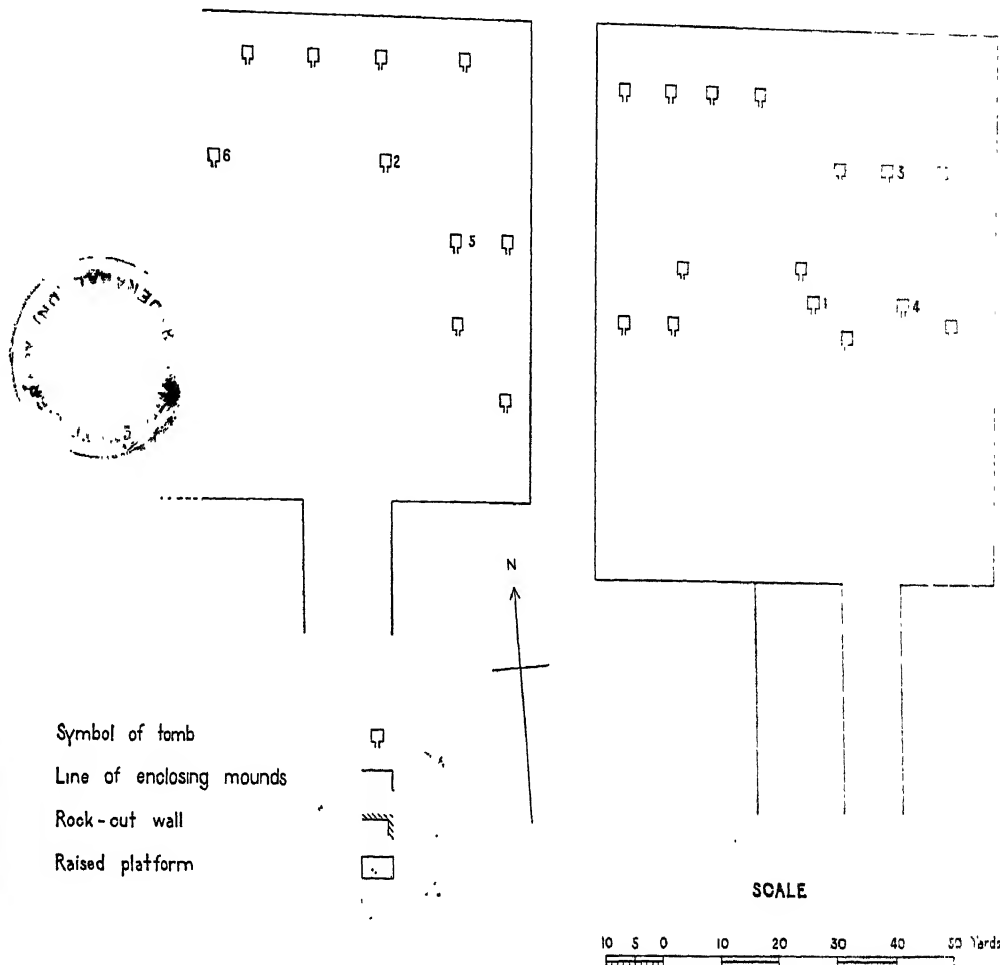 6
2
3
5
1
4
N
Symbol of tomb
Line of enclosing mounds
Rock-cut wall
Raised platform
SCALE
10 5 0 10 20 30 40 50 Yards